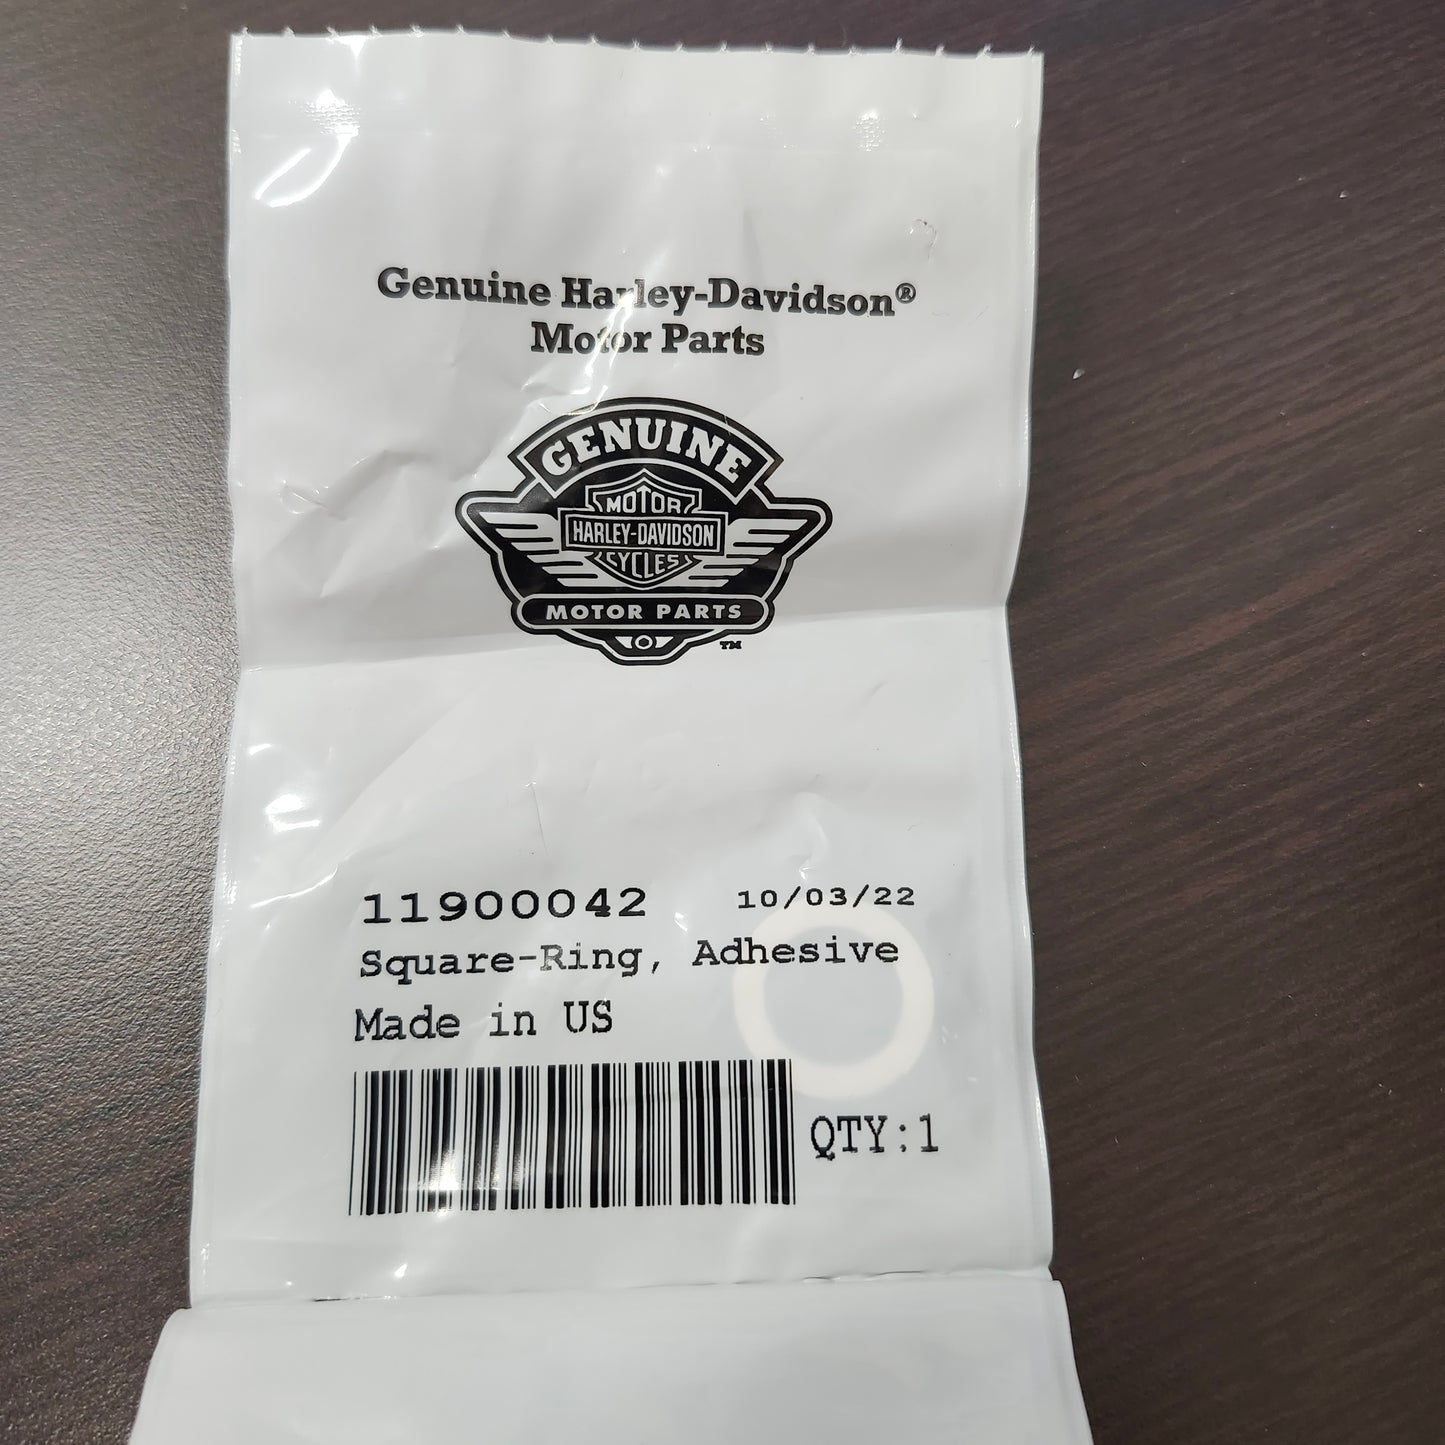 Genuine Harley-Davidson®
Motor Parts
GENUINE
MOTOR
HARLEY-DAVIDSON
CYCLES
MOTOR PARTS
TM
11900042 10/03/22
Square-Ring, Adhesive
Made in US
QTY:1